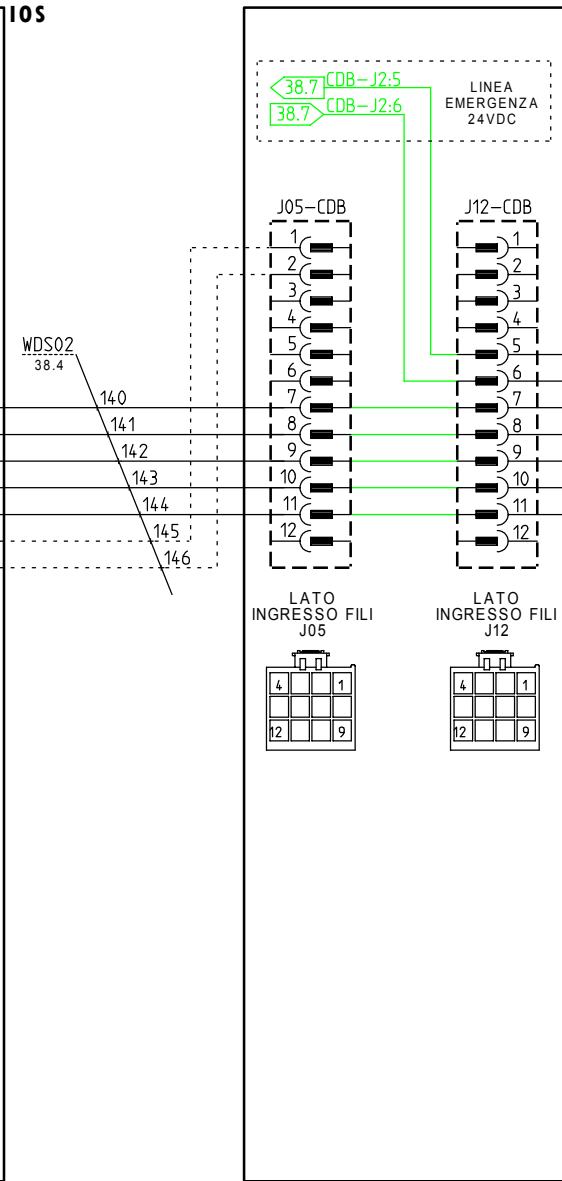 IOS
38.7 CDB-J2:5
38.7 CDB-J2:6
LINEA
EMERGENZA
24VDC
J05-CDB
J12-CDB
1 1
2 2
3 3
4 4
5 5
6 6
7 7
8 8
9 9
10 10
11 11
12 12
WDS02
38.4
140
141
142
143
144
145
146
LATO
INGRESSO FILI
J05
LATO
INGRESSO FILI
J12
4 1
12 9
4 1
12 9